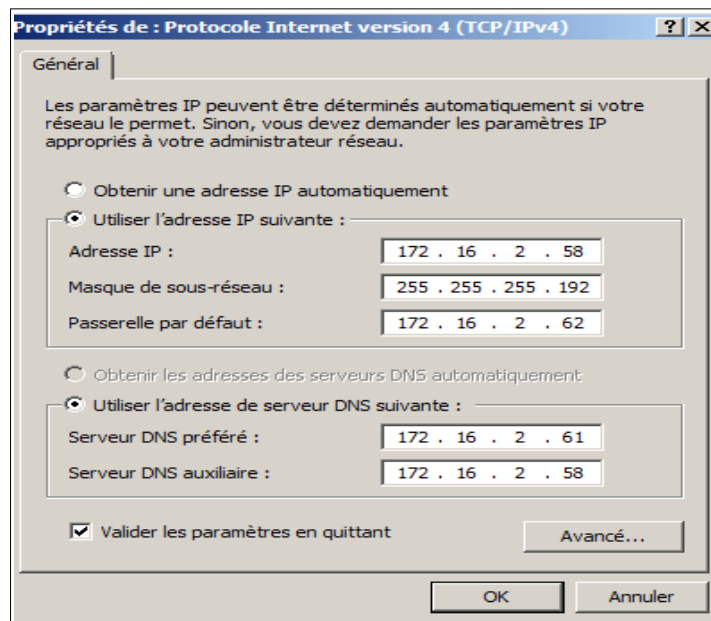 Propriétés de : Protocole Internet version 4 (TCP/IPv4)
Général
Les paramètres IP peuvent être déterminés automatiquement si votre
réseau le permet. Sinon, vous devez demander les paramètres IP
appropriés à votre administrateur réseau.
Obtenir une adresse IP automatiquement
Utiliser l'adresse IP suivante :
Adresse IP : 172 . 16 . 2 . 58
Masque de sous-réseau : 255 . 255 . 255 . 192
Passerelle par défaut : 172 . 16 . 2 . 62
Obtenir les adresses des serveurs DNS automatiquement
Utiliser l'adresse de serveur DNS suivante :
Serveur DNS préféré : 172 . 16 . 2 . 61
Serveur DNS auxiliaire : 172 . 16 . 2 . 58
Valider les paramètres en quittant
Avancé...
OK Annuler